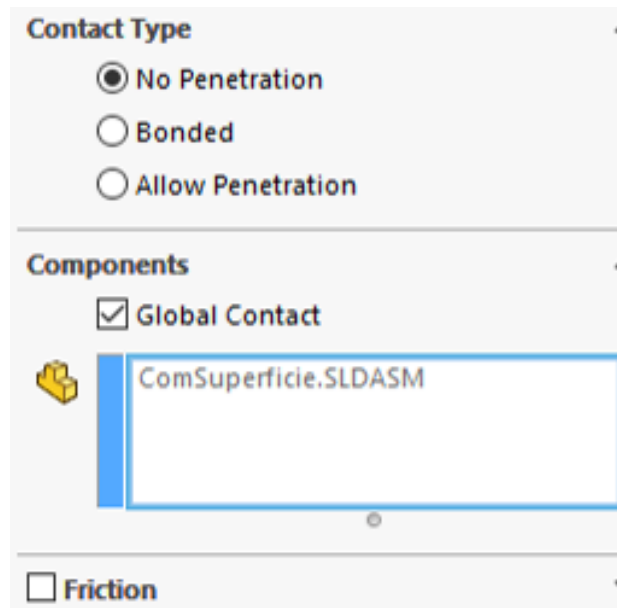 Contact Type
No Penetration
Bonded
Allow Penetration
Components
Global Contact
ComSuperficie.SLDASM
Friction